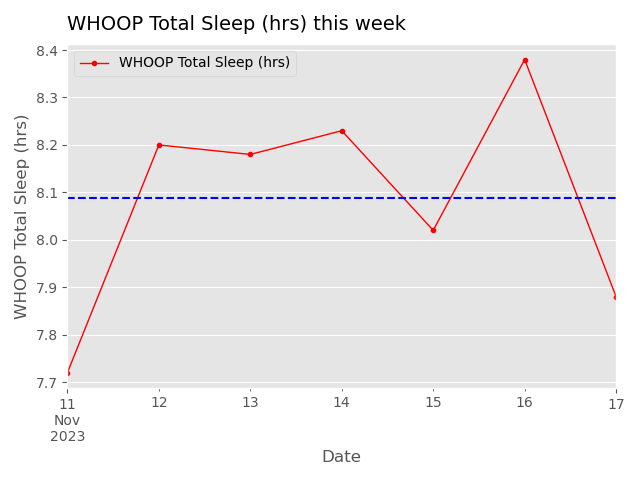 WHOOP Total Sleep (hrs) this week
WHOOP Total Sleep (hrs)
WHOOP Total Sleep (hrs)
8.4
8.3
8.2
8.1
8.0
7.9
7.8
7.7
11 12 13 14 15 16 17
Nov
2023
Date